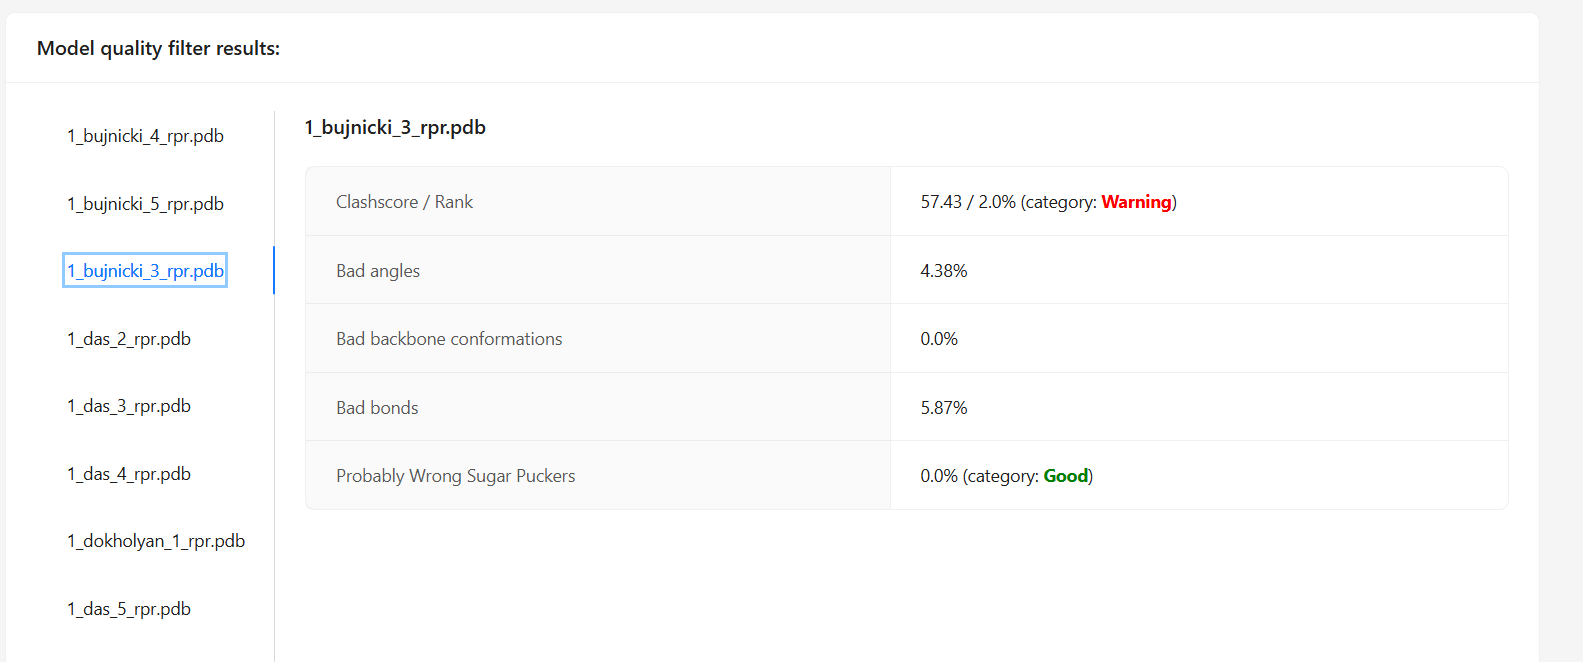 Model quality filter results:
1_bujnicki_4_rpr.pdb
1_bujnicki_5_rpr.pdb
1_bujnicki_3_rpr.pdb
1_das_2_rpr.pdb
1_das_3_rpr.pdb
1_das_4_rpr.pdb
1_dokholyan_1_rpr.pdb
1_das_5_rpr.pdb
1_bujnicki_3_rpr.pdb
Clashscore / Rank 57.43 / 2.0% (category: Warning)
Bad angles 4.38%
Bad backbone conformations 0.0%
Bad bonds 5.87%
Probably Wrong Sugar Puckers 0.0% (category: Good)